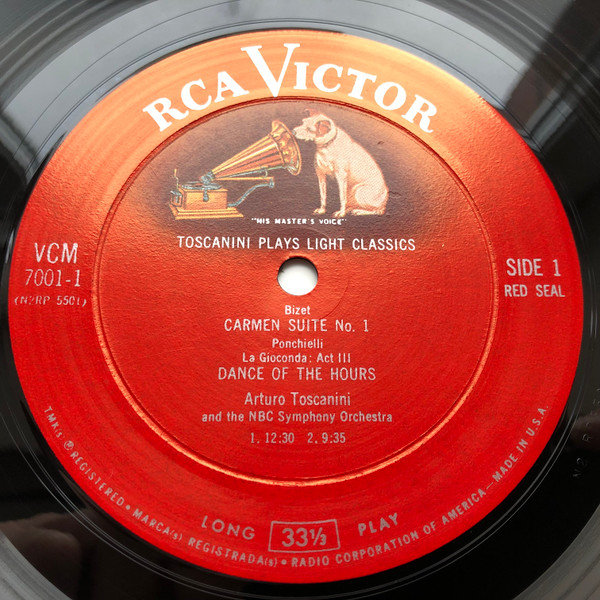 RCA VICTOR
"HIS MASTER'S VOICE"
TOSCANINI PLAYS LIGHT CLASSICS
VCM
7001-1
(N2RP 5501)
SIDE 1
RED SEAL
Bizet
CARMEN SUITE No. 1
Ponchielli
La Gioconda: Act III
DANCE OF THE HOURS
Arturo Toscanini
and the NBC Symphony Orchestra
1. 12:30 2. 9:35
LONG 33⅓ PLAY
TMK(s) ® REGISTERED • MARCA(s) REGISTRADA(s) • RADIO CORPORATION OF AMERICA—MADE IN U.S.A.